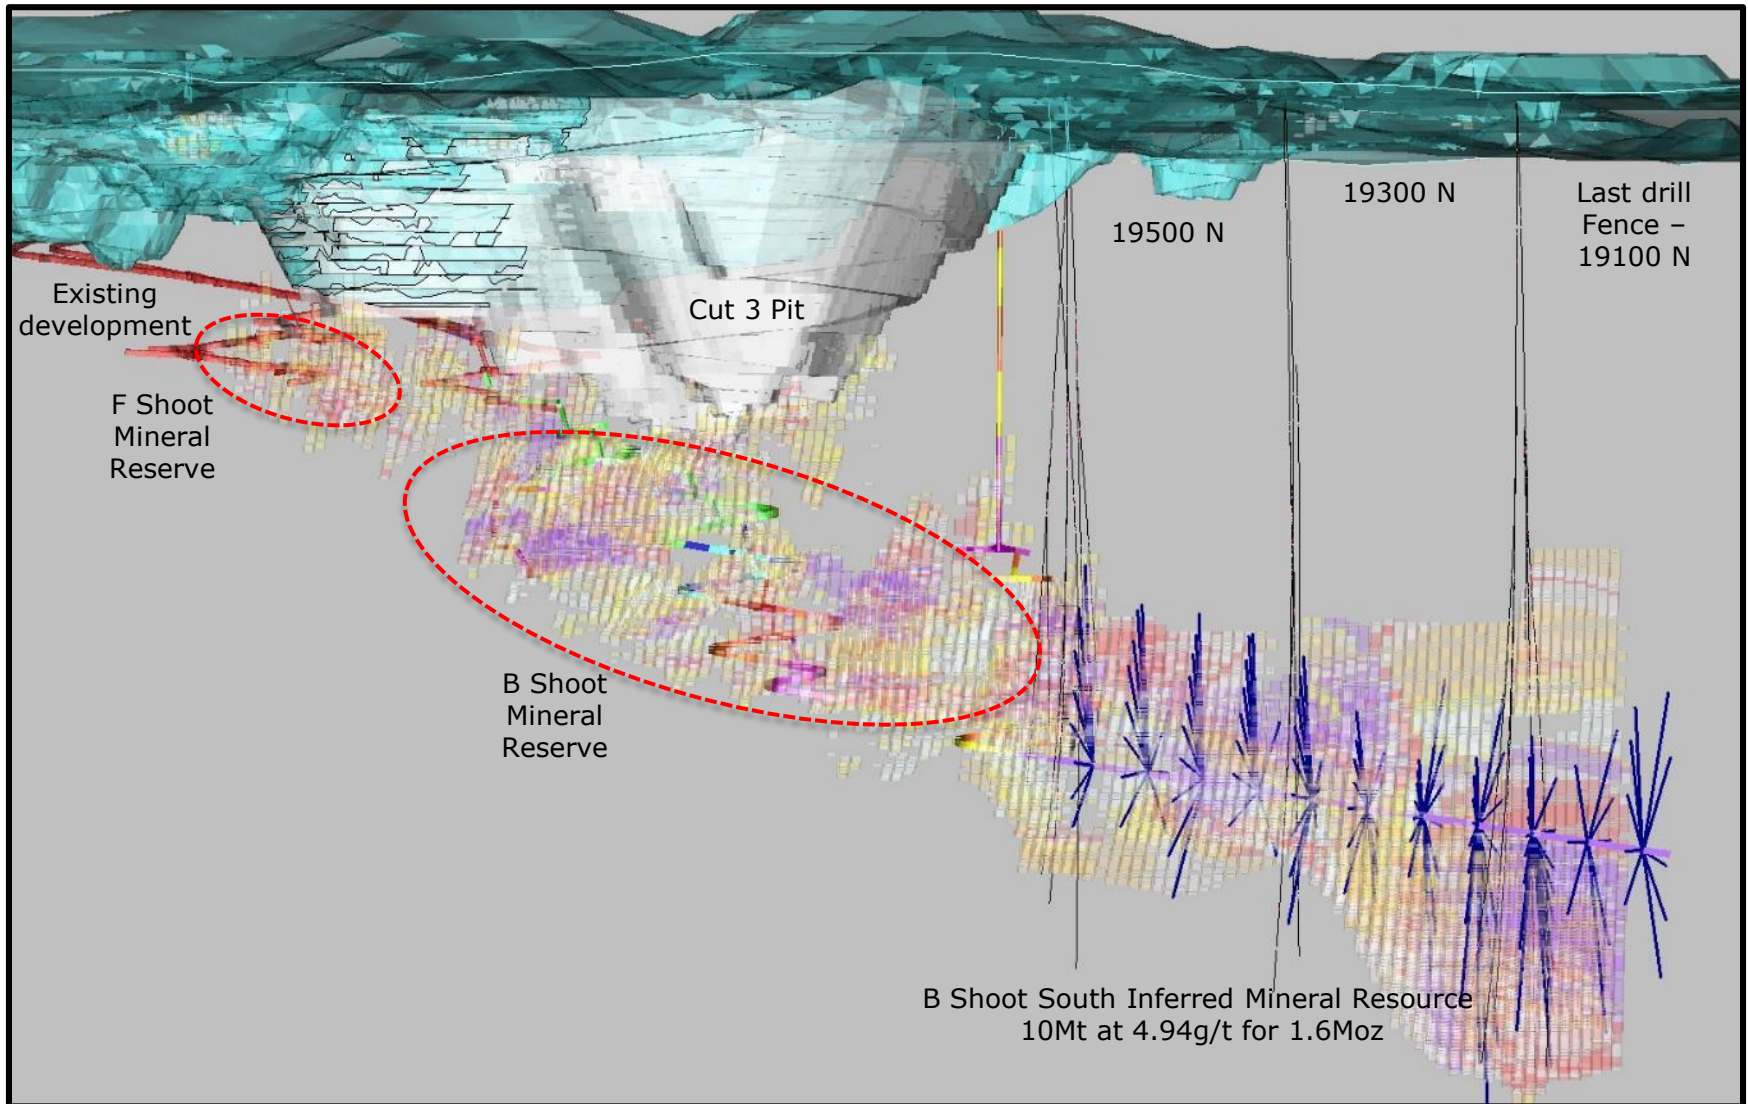 19300 N
Last drill
Fence –
19100 N
19500 N
Existing
development
Cut 3 Pit
F Shoot
Mineral
Reserve
B Shoot
Mineral
Reserve
B Shoot South Inferred Mineral Resource
10Mt at 4.94g/t for 1.6Moz